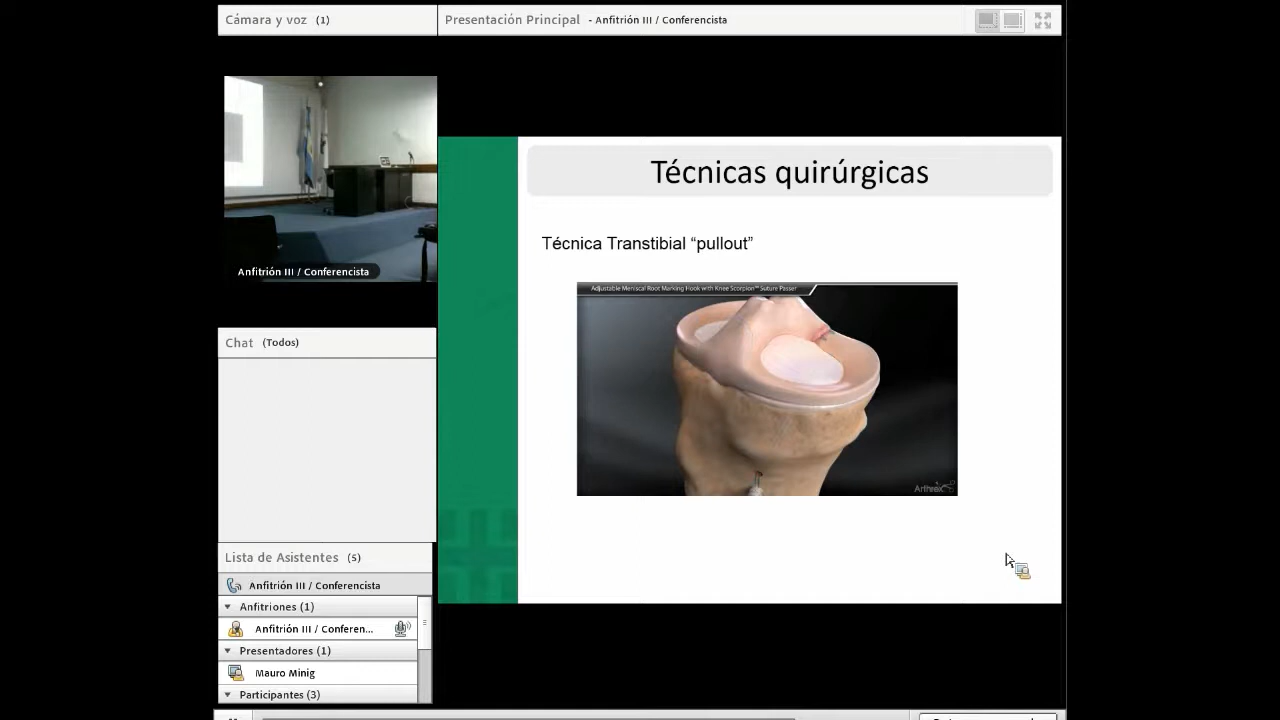 Cámara y voz (1)
Presentación Principal - Anfitrión III / Conferencista
Anfitrión III / Conferencista
Técnicas quirúrgicas
Técnica Transtibial “pullout”
Adjustable Meniscal Root Marking Hook with Knee Scorpion™ Suture Passer
Arthrex
Chat (Todos)
Lista de Asistentes (5)
Anfitrión III / Conferencista
Anfitriones (1)
Anfitrión III / Conferen...
Presentadores (1)
Mauro Minig
Participantes (3)